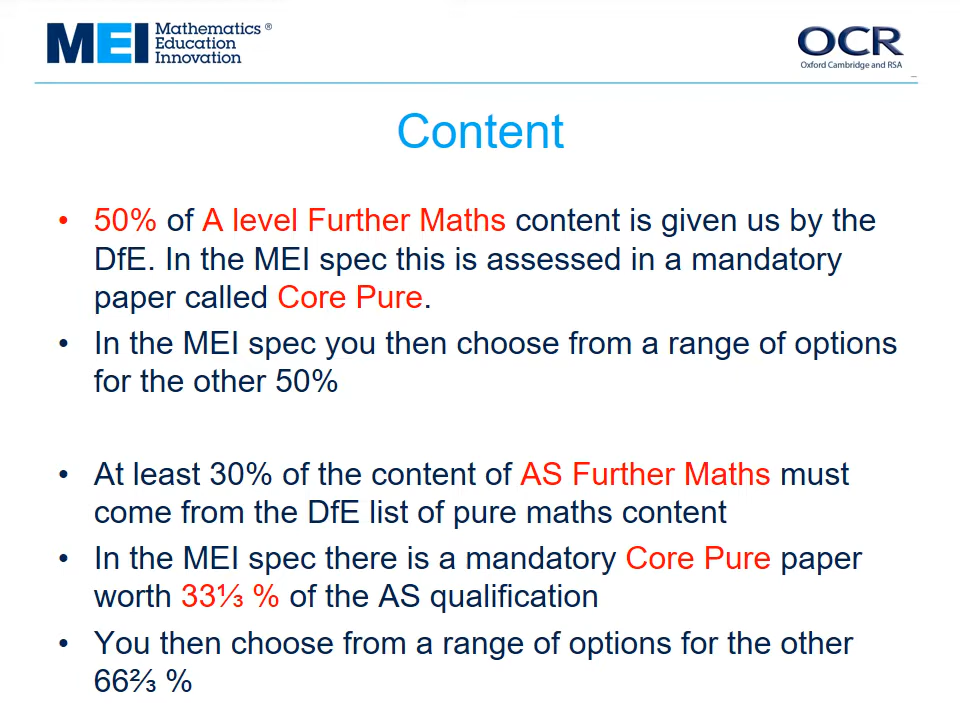 MEI Mathematics ®
Education
Innovation
OCR
Oxford Cambridge and RSA
Content
• 50% of A level Further Maths content is given us by the
DfE. In the MEI spec this is assessed in a mandatory
paper called Core Pure.
• In the MEI spec you then choose from a range of options
for the other 50%
• At least 30% of the content of AS Further Maths must
come from the DfE list of pure maths content
• In the MEI spec there is a mandatory Core Pure paper
worth 33⅓ % of the AS qualification
• You then choose from a range of options for the other
66⅔ %